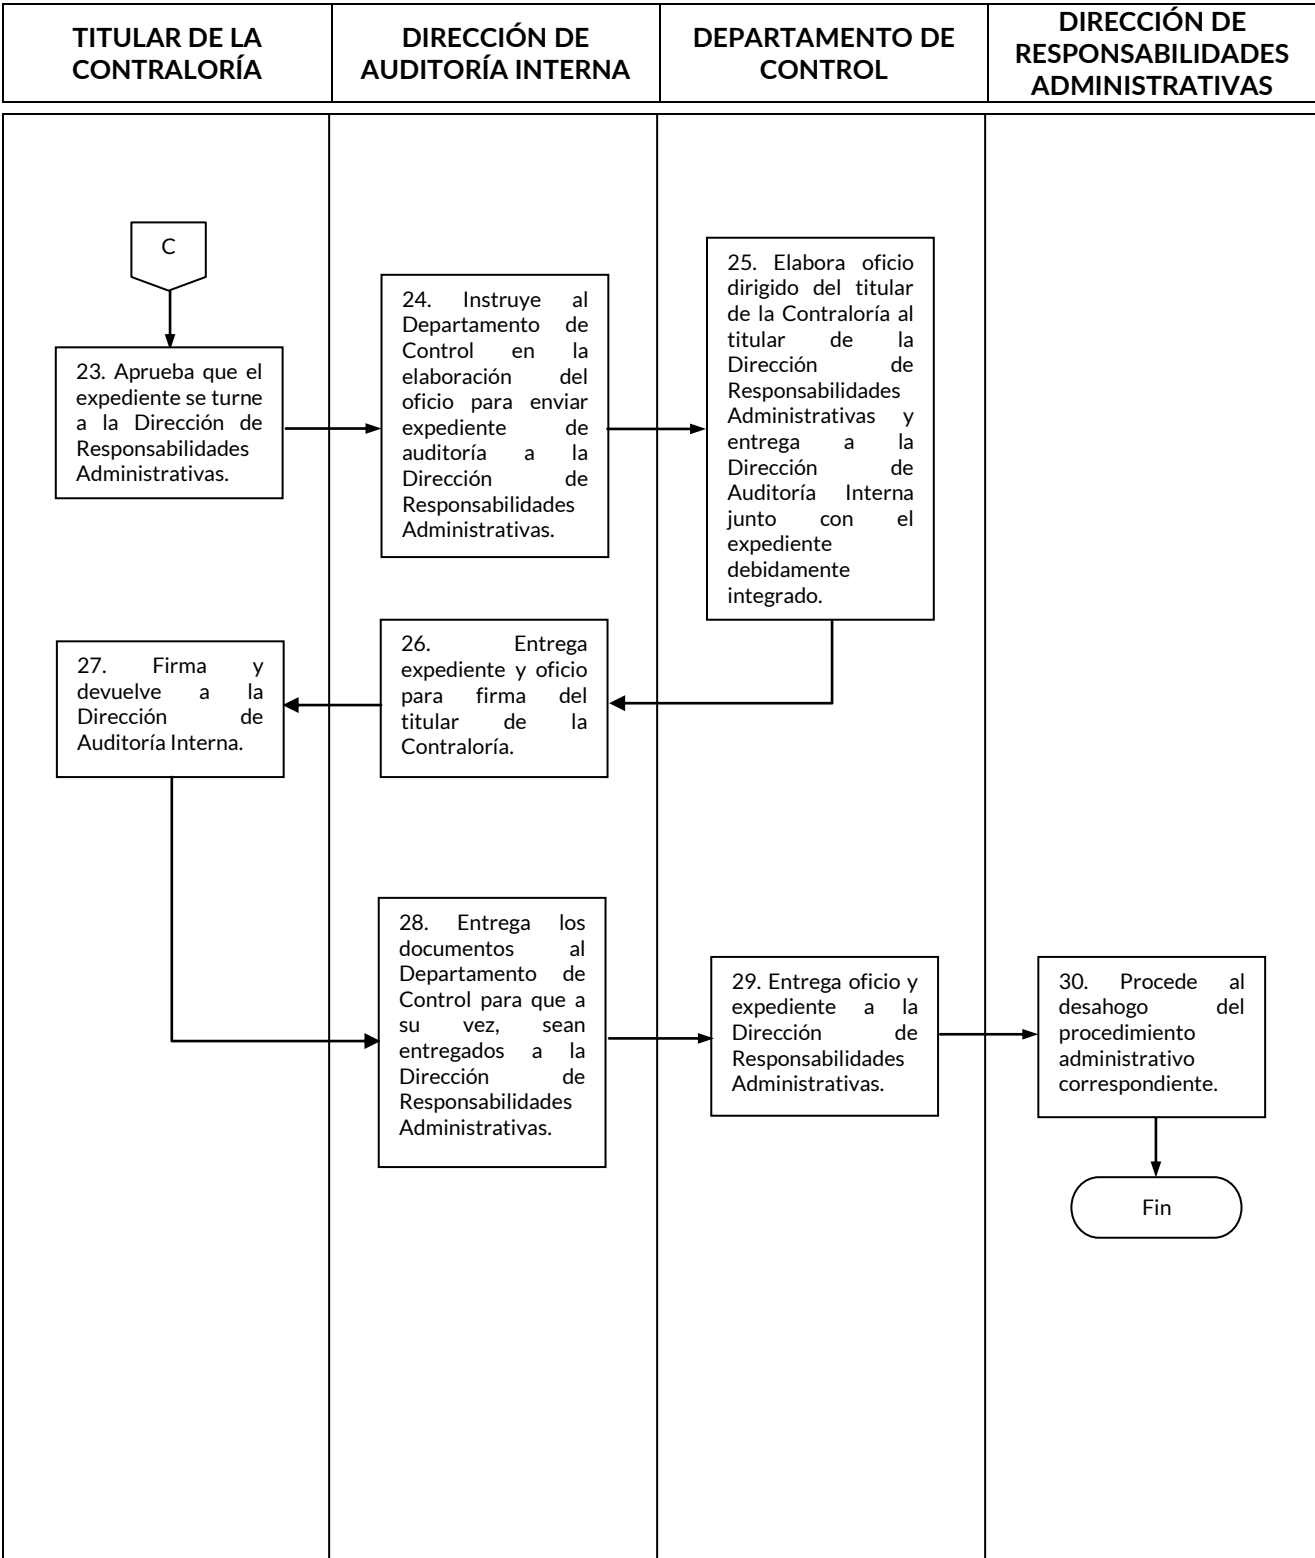 TITULAR DE LA
CONTRALORÍA
DIRECCIÓN DE
AUDITORÍA INTERNA
DEPARTAMENTO DE
CONTROL
DIRECCIÓN DE
RESPONSABILIDADES
ADMINISTRATIVAS
C
23. Aprueba que el
expediente se turne
a la Dirección de
Responsabilidades
Administrativas.
24. Instruye al
Departamento de
Control en la
elaboración del
oficio para enviar
expediente de
auditoría a la
Dirección de
Responsabilidades
Administrativas.
25. Elabora oficio
dirigido del titular
de la Contraloría al
titular de la
Dirección de
Responsabilidades
Administrativas y
entrega a la
Dirección de
Auditoría Interna
junto con el
expediente
debidamente
integrado.
26. Entrega
expediente y oficio
para firma del
titular de la
Contraloría.
27. Firma y
devuelve a la
Dirección de
Auditoría Interna.
28. Entrega los
documentos al
Departamento de
Control para que a
su vez, sean
entregados a la
Dirección de
Responsabilidades
Administrativas.
29. Entrega oficio y
expediente a la
Dirección de
Responsabilidades
Administrativas.
30. Procede al
desahogo del
procedimiento
administrativo
correspondiente.
Fin